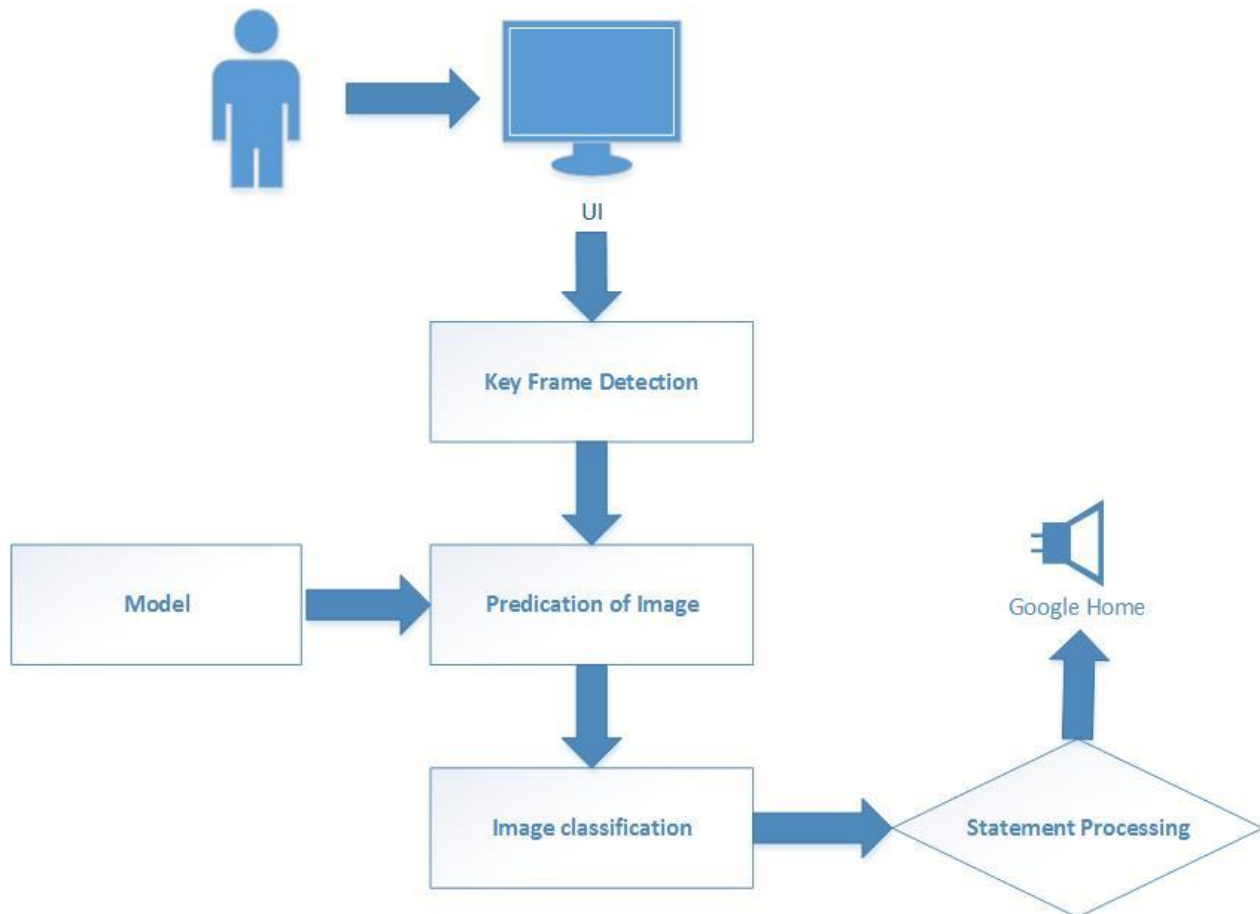 UI
Key Frame Detection
Model
Predication of Image
Google Home
Image classification
Statement Processing